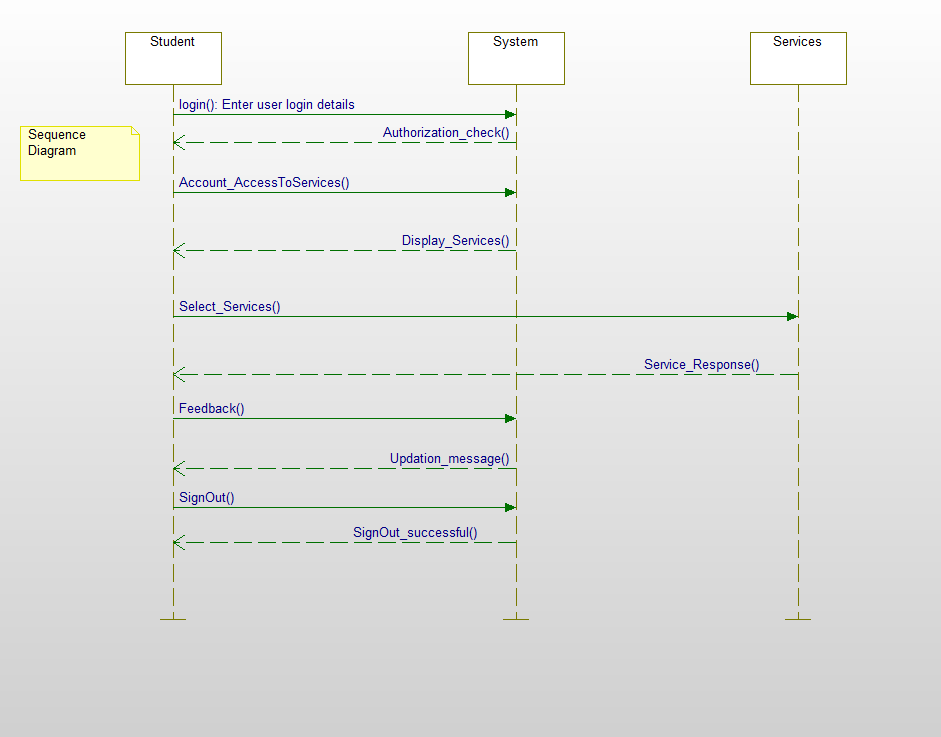 Student
System
Services
login(): Enter user login details
Authorization_check()
Sequence
Diagram
Account_AccessToServices()
Display_Services()
Select_Services()
Service_Response()
Feedback()
Updation_message()
SignOut()
SignOut_successful()